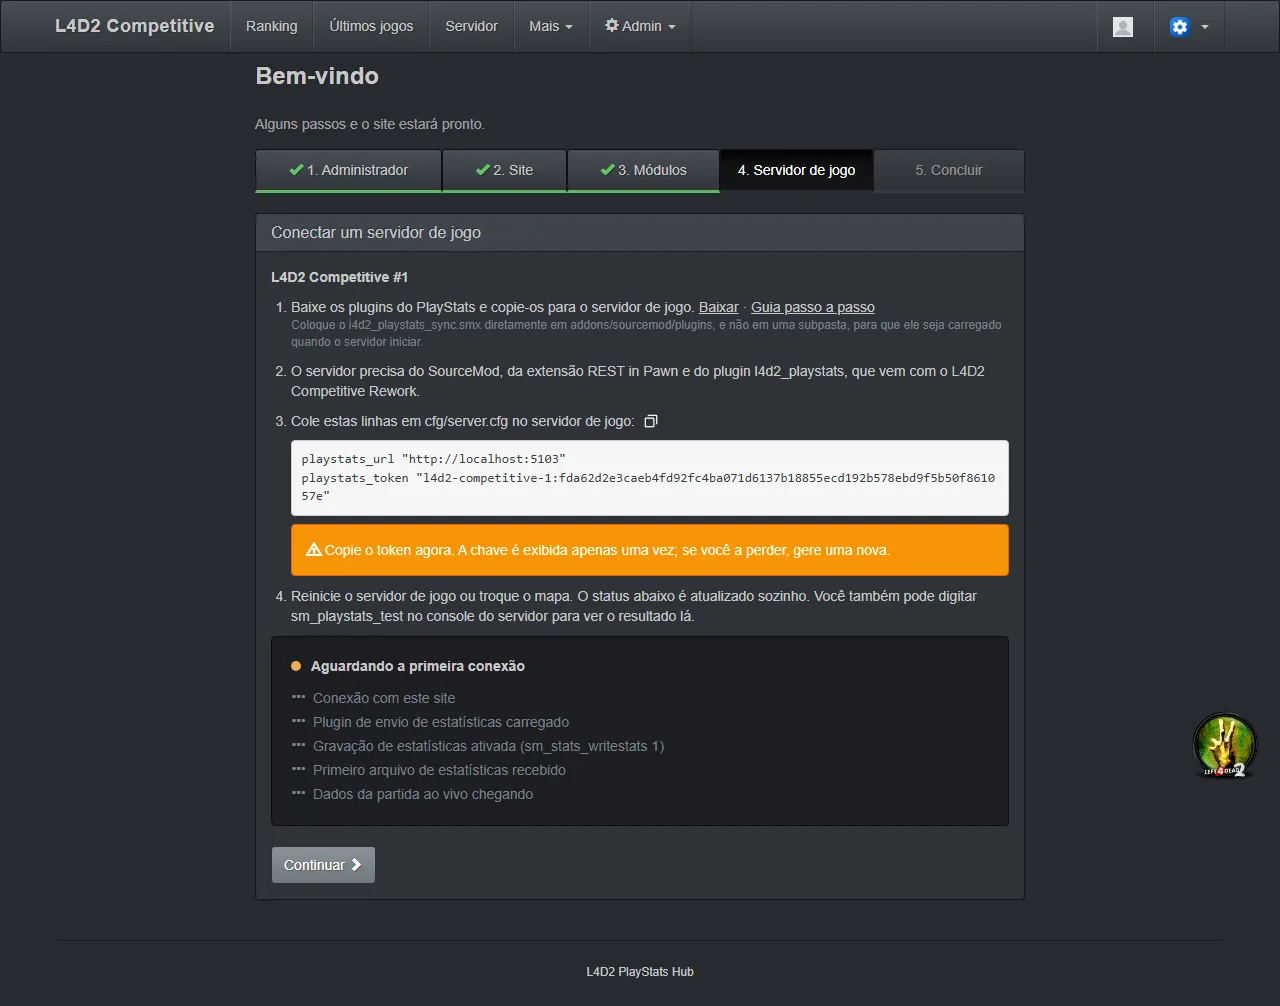 L4D2 Competitive
Ranking
Últimos jogos
Servidor
Mais
Admin
Bem-vindo
Alguns passos e o site estará pronto.
1. Administrador
2. Site
3. Módulos
4. Servidor de jogo
5. Concluir
Conectar um servidor de jogo
L4D2 Competitive #1
1. Baixe os plugins do PlayStats e copie-os para o servidor de jogo. Baixar · Guia passo a passo
Coloque o l4d2_playstats_sync.smx diretamente em addons/sourcemod/plugins, e não em uma subpasta, para que ele seja carregado
quando o servidor iniciar.
2. O servidor precisa do SourceMod, da extensão REST in Pawn e do plugin l4d2_playstats, que vem com o L4D2
Competitive Rework.
3. Cole estas linhas em cfg/server.cfg no servidor de jogo:
playstats_url "http://localhost:5103"
playstats_token "l4d2-competitive-1:fda62d2e3caeb4fd92fc4ba071d6137b18855ecd192b578ebd9f5b50f8610
57e"
Copie o token agora. A chave é exibida apenas uma vez; se você a perder, gere uma nova.
4. Reinicie o servidor de jogo ou troque o mapa. O status abaixo é atualizado sozinho. Você também pode digitar
sm_playstats_test no console do servidor para ver o resultado lá.
Aguardando a primeira conexão
Conexão com este site
Plugin de envio de estatísticas carregado
Gravação de estatísticas ativada (sm_stats_writestats 1)
Primeiro arquivo de estatísticas recebido
Dados da partida ao vivo chegando
LEFT 4 DEAD 2
Continuar
L4D2 PlayStats Hub